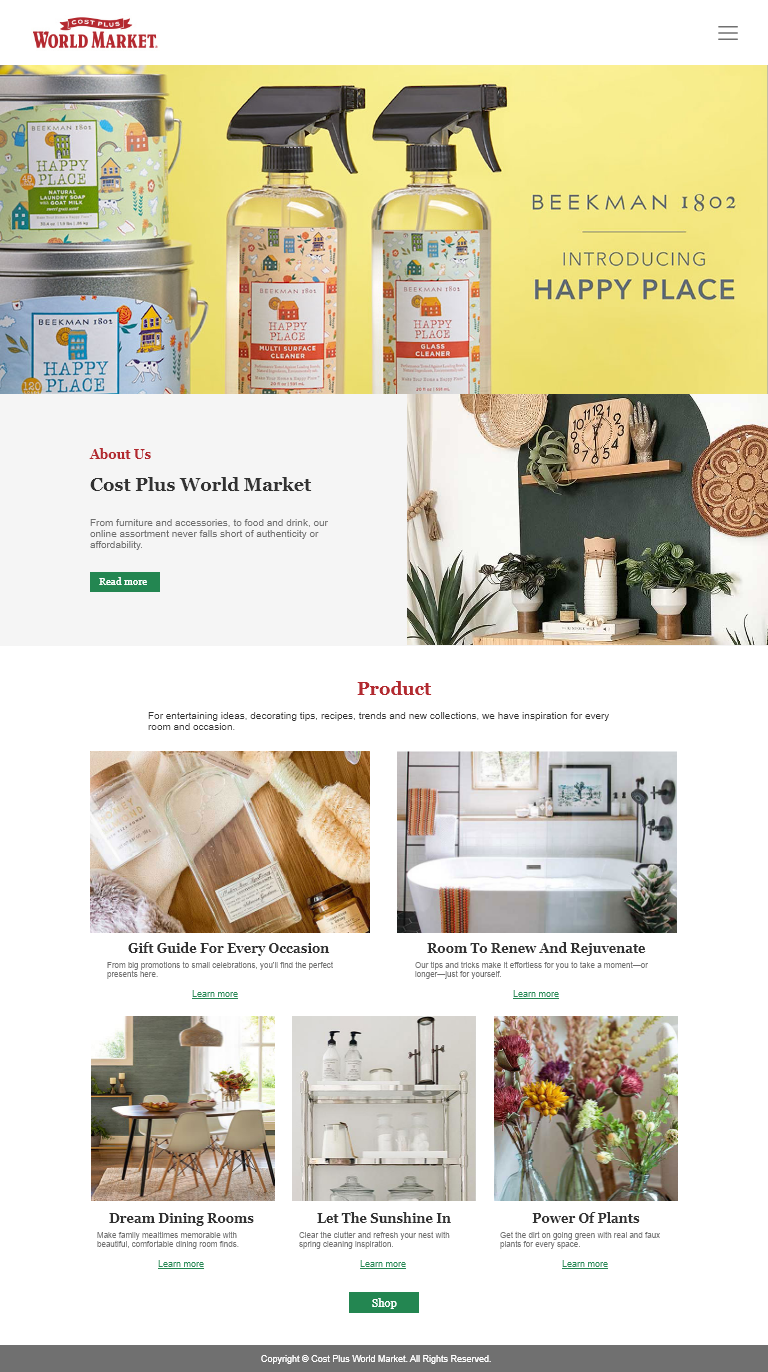 COST PLUS
WORLD MARKET
BEEKMAN 1802
HAPPY
PLACE
NATURAL
LAUNDRY SOAP
WITH GOAT MILK
BEEKMAN 1802
HAPPY
PLACE
120
BEEKMAN 1802
HAPPY
PLACE
MULTI SURFACE
CLEANER
BEEKMAN 1802
HAPPY
PLACE
GLASS
CLEANER
BEEKMAN 1802
INTRODUCING
HAPPY PLACE
About Us
Cost Plus World Market
From furniture and accessories, to food and drink, our
online assortment never falls short of authenticity or
affordability.
Read more
Product
For entertaining ideas, decorating tips, recipes, trends and new collections, we have inspiration for every
room and occasion.
Gift Guide For Every Occasion
From big promotions to small celebrations, you'll find the perfect
presents here.
Learn more
Room To Renew And Rejuvenate
Our tips and tricks make it effortless for you to take a moment—or
longer—just for yourself.
Learn more
Dream Dining Rooms
Make family mealtimes memorable with
beautiful, comfortable dining room finds.
Learn more
Let The Sunshine In
Clear the clutter and refresh your nest with
spring cleaning inspiration.
Learn more
Power Of Plants
Get the dirt on going green with real and faux
plants for every space.
Learn more
Shop
Copyright © Cost Plus World Market. All Rights Reserved.